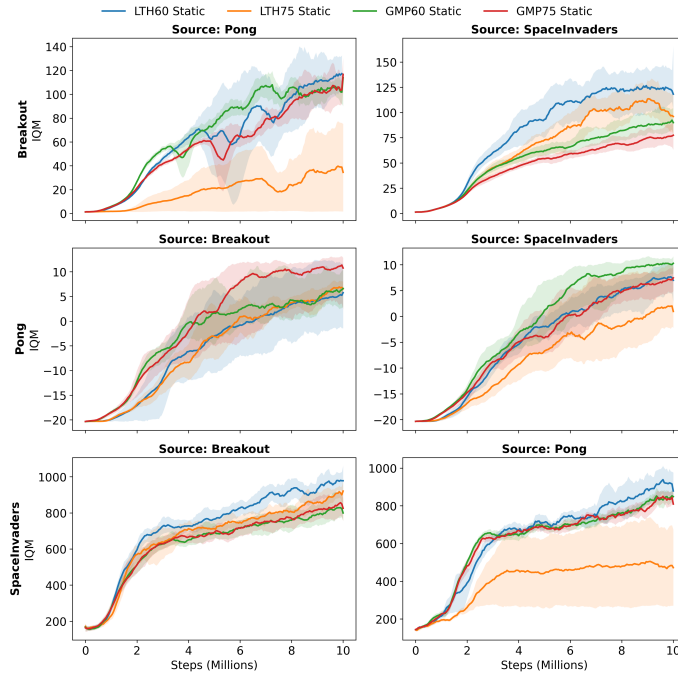 LTH60 Static LTH75 Static GMP60 Static GMP75 Static
Source: Pong
Source: SpaceInvaders
Breakout
IQM
140
120
100
80
60
40
20
0
150
125
100
75
50
25
0
Source: Breakout
Source: SpaceInvaders
Pong
IQM
10
5
0
−5
−10
−15
−20
10
5
0
−5
−10
−15
−20
Source: Breakout
Source: Pong
SpaceInvaders
IQM
1000
800
600
400
200
1000
800
600
400
200
0 2 4 6 8 10
0 2 4 6 8 10
Steps (Millions)
Steps (Millions)